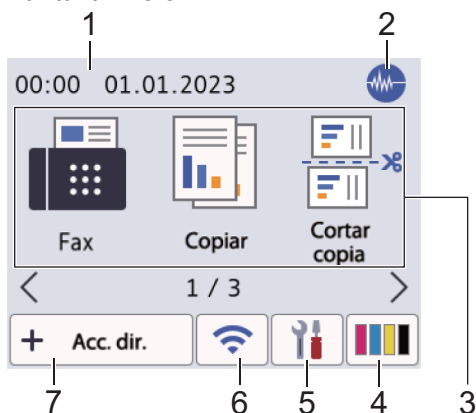 1
2
00:00 01.01.2023
Fax
Copiar
Cortar
copia
1 / 3
+ Acc. dir.
7
6
5
4
3